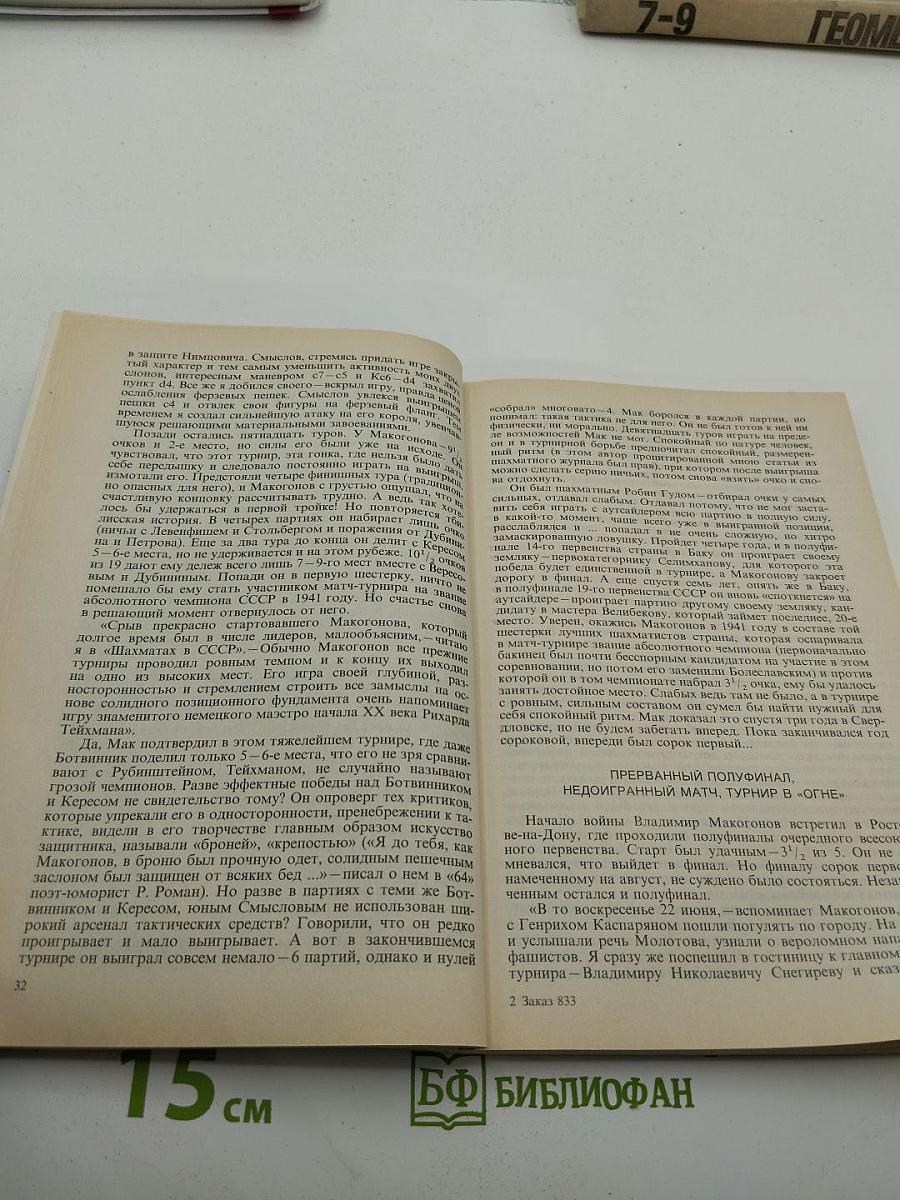 7-9
ГЕОМЕ
в защите Нимцовича. Смыслов, стремясь придать игре закры-
тый характер и тем самым уменьшить активность моих двух
слонов, интересным маневром c7—c5 и Кc6—d4 захватил
пункт d4. Все же я добился своего—вскрыл игру, правда ценой
ослабления ферзевых пешек. Смыслов увлекся выигрышем
пешки c4 и отвлек свои фигуры на ферзевый фланг. Тем
временем я создал сильнейшую атаку на его короля, увенчав-
шуюся решающими материальными завоеваниями.
Позади остались пятнадцать туров. У Макогонова—9½
очков и 2-е место, но силы его были уже на исходе. Он
чувствовал, что этот турнир, эта гонка, где нельзя было дать
себе передышку и следовало постоянно играть на выигрыш,
измотали его. Предстояли четыре финишных тура (традицион-
но опасных для него), и Макогонов с грустью ощущал, что на
счастливую концовку рассчитывать трудно. А ведь так хоте-
лось бы удержаться в первой тройке! Но повторяется тби-
лисская история. В четырех партиях он набирает лишь очко
(ничьи с Левенфишем и Стольбергом и поражения от Дубини-
на и Петрова). Еще за два тура до конца он делит с Кересом
5—6-е места, но не удерживается и на этом рубеже. 10½ очков
из 19 дают ему дележ всего лишь 7—9-го мест вместе с Вересо-
вым и Дубининым. Попади он в первую шестерку, ничто не
помешало бы ему стать участником матч-турнира на звание
абсолютного чемпиона СССР в 1941 году. Но счастье снова
в решающий момент отвернулось от него.
«Срыв прекрасно стартовавшего Макогонова, который
долгое время был в числе лидеров, малообъясним,—читаю
я в «Шахматах в СССР».—Обычно Макогонов все прежние
турниры проводил ровным темпом и к концу их выходил
на одно из высоких мест. Его игра своей глубиной, раз-
носторонностью и стремлением строить все замыслы на ос-
нове солидного позиционного фундамента очень напоминает
игру знаменитого немецкого маэстро начала XX века Рихарда
Тейхмана».
Да, Мак подтвердил в этом тяжелейшем турнире, где даже
Ботвинник поделил только 5—6-е места, что его не зря сравни-
вают с Рубинштейном, Тейхманом, не случайно называют
грозой чемпионов. Разве эффектные победы над Ботвинником
и Кересом не свидетельство тому? Он опроверг тех критиков,
которые упрекали его в односторонности, пренебрежении к та-
ктике, видели в его творчестве главным образом искусство
защитника, называли «броней», «крепостью» («Я до тебя, как
Макогонов, в броню был прочную одет, солидным пешечным
заслоном был защищен от всяких бед ...»—писал о нем в «64»
поэт-юморист Р. Роман). Но разве в партиях с теми же Бот-
винником и Кересом, юным Смысловым не использован ши-
рокий арсенал тактических средств? Говорили, что он редко
проигрывает и мало выигрывает. А вот в закончившемся
турнире он выиграл совсем немало—6 партий, однако и нулей
32
«собрал» многовато—4. Мак боролся в каждой партии, но
понимал: такая тактика не для него. Он не был готов к ней ни
физически, ни морально. Девятнадцать туров играть на преде-
ле возможностей Мак не мог. Спокойный по натуре человек,
он и в турнирной борьбе предпочитал спокойный, размерен-
ный ритм (в этом автор процитированной мною статьи из
шахматного журнала был прав), при котором после выигрыша
можно сделать серию ничьих, потом снова «взять» очко и сно-
ва отдохнуть.
Он был шахматным Робин Гудом—отбирал очки у самых
сильных, отдавал слабым. Отдавал потому, что не мог заста-
вить себя играть с аутсайдером всю партию в полную силу,
в какой-то момент, чаще всего уже в выигранной позиции,
расслаблялся и ... попадал в не очень сложную, но хитро
замаскированную ловушку. Пройдет четыре года, и в полуфи-
нале 14-го первенства страны в Баку он проиграет своему
земляку—первокатегорнику Селимханову, для которого эта
победа будет единственной в турнире, а Макогонову закроет
дорогу в финал. А еще спустя семь лет, опять же в Баку,
в полуфинале 19-го первенства СССР он вновь «споткнется» на
аутсайдере—проиграет партию другому своему земляку, кан-
дидату в мастера Велибекову, который займет последнее, 20-е
место. Уверен, окажись Макогонов в 1941 году в составе той
шестерки лучших шахматистов страны, которая оспаривала
в матч-турнире звание абсолютного чемпиона (первоначально
бакинец был почти бесспорным кандидатом на участие в этом
соревновании, но потом его заменили Болеславским) и против
которой он в том чемпионате набрал 3½ очка, ему бы удалось
занять достойное место. Слабых ведь там не было, а в турнире
с ровным, сильным составом он сумел бы найти нужный для
себя спокойный ритм. Мак доказал это спустя три года в Свер-
дловске, но не будем забегать вперед. Пока заканчивался год
сороковой, впереди был сорок первый...
ПРЕРВАННЫЙ ПОЛУФИНАЛ,
НЕДОИГРАННЫЙ МАТЧ, ТУРНИР В «ОГНЕ»
Начало войны Владимир Макогонов встретил в Росто
ве-на-Дону, где проходили полуфиналы очередного всесою
ного первенства. Старт был удачным—3½ из 5. Он не
мневался, что выйдет в финал. Но финалу сорок перво
намеченному на август, не суждено было состояться. Незак
ченным остался и полуфинал.
«В то воскресенье 22 июня,—вспоминает Макогонов,
с Генрихом Каспаряном пошли погулять по городу. На
и услышали речь Молотова, узнали о вероломном напа
фашистов. Я сразу же поспешил в гостиницу к главном
турнира—Владимиру Николаевичу Снегиреву и сказ
2 Заказ 833
15 см
БФ БИБЛИОФАН